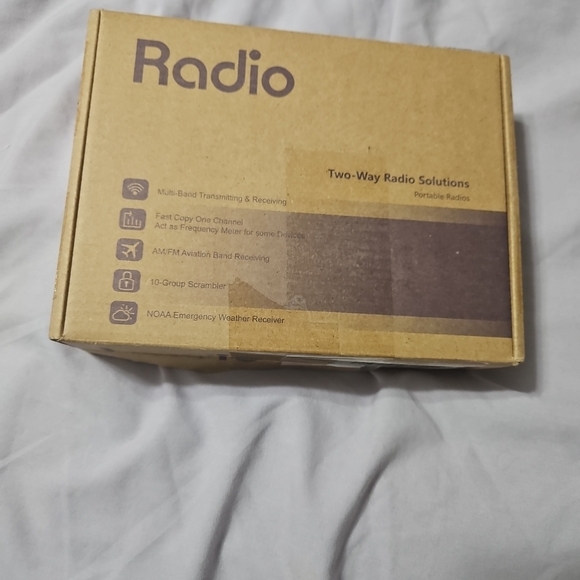 Radio
Two-Way Radio Solutions
Portable Radios
Multi-Band Transmitting & Receiving
Fast Copy One Channel
Act as Frequency Meter for some Devices
AM/FM Aviation Band Receiving
10-Group Scrambler
NOAA Emergency Weather Receiver